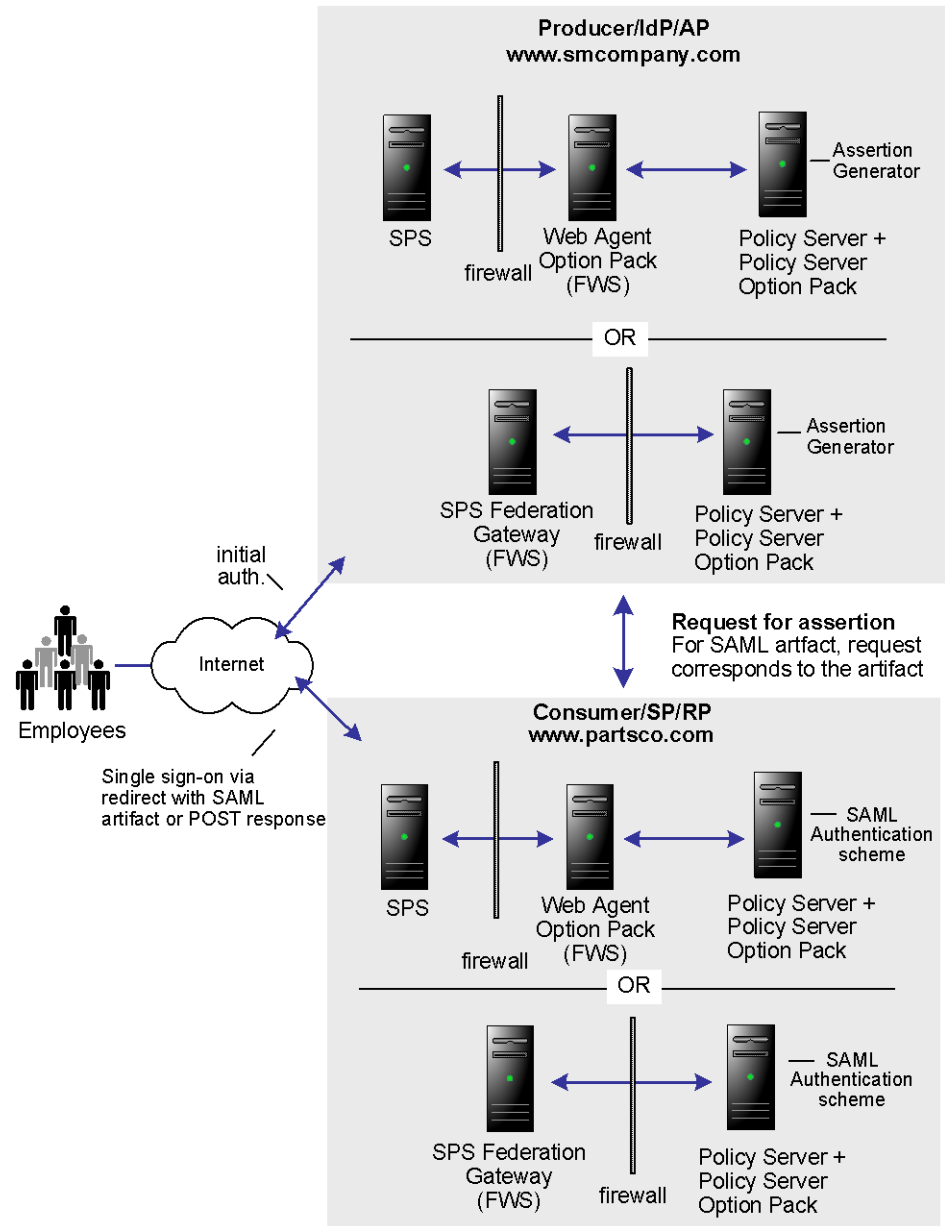 Producer/IdP/AP
www.smcompany.com
Assertion
Generator
SPS
firewall
Web Agent
Option Pack
(FWS)
Policy Server +
Policy Server
Option Pack
OR
Assertion
Generator
SPS Federation
Gateway
(FWS)
firewall
Policy Server +
Policy Server
Option Pack
initial
auth.
Internet
Employees
Request for assertion
For SAML artfact, request
corresponds to the artifact
Single sign-on via
redirect with SAML
artifact or POST response
Consumer/SP/RP
www.partsco.com
SAML
Authentication
scheme
SPS
firewall
Web Agent
Option Pack
(FWS)
Policy Server +
Policy Server
Option Pack
OR
SAML
Authentication
scheme
SPS Federation
Gateway
(FWS)
firewall
Policy Server +
Policy Server
Option Pack